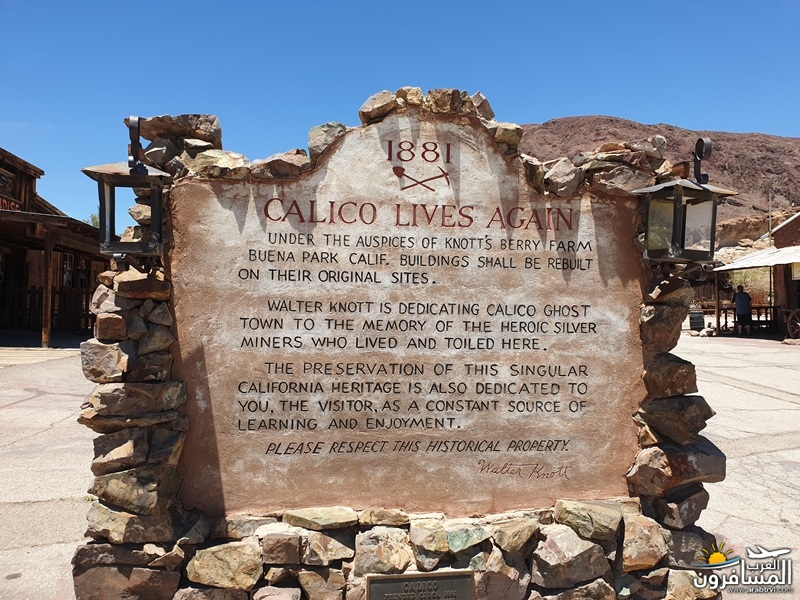 1881
CALICO LIVES AGAIN
UNDER THE AUSPICES OF KNOTT'S BERRY FARM
BUENA PARK CALIF. BUILDINGS SHALL BE REBUILT
ON THEIR ORIGINAL SITES.
WALTER KNOTT IS DEDICATING CALICO GHOST
TOWN TO THE MEMORY OF THE HEROIC SILVER
MINERS WHO LIVED AND TOILED HERE.
THE PRESERVATION OF THIS SINGULAR
CALIFORNIA HERITAGE IS ALSO DEDICATED TO
YOU, THE VISITOR, AS A CONSTANT SOURCE OF
LEARNING AND ENJOYMENT.
PLEASE RESPECT THIS HISTORICAL PROPERTY.
Walter Knott
CALICO
العرب
المسافرون
www.arabtrvl.com